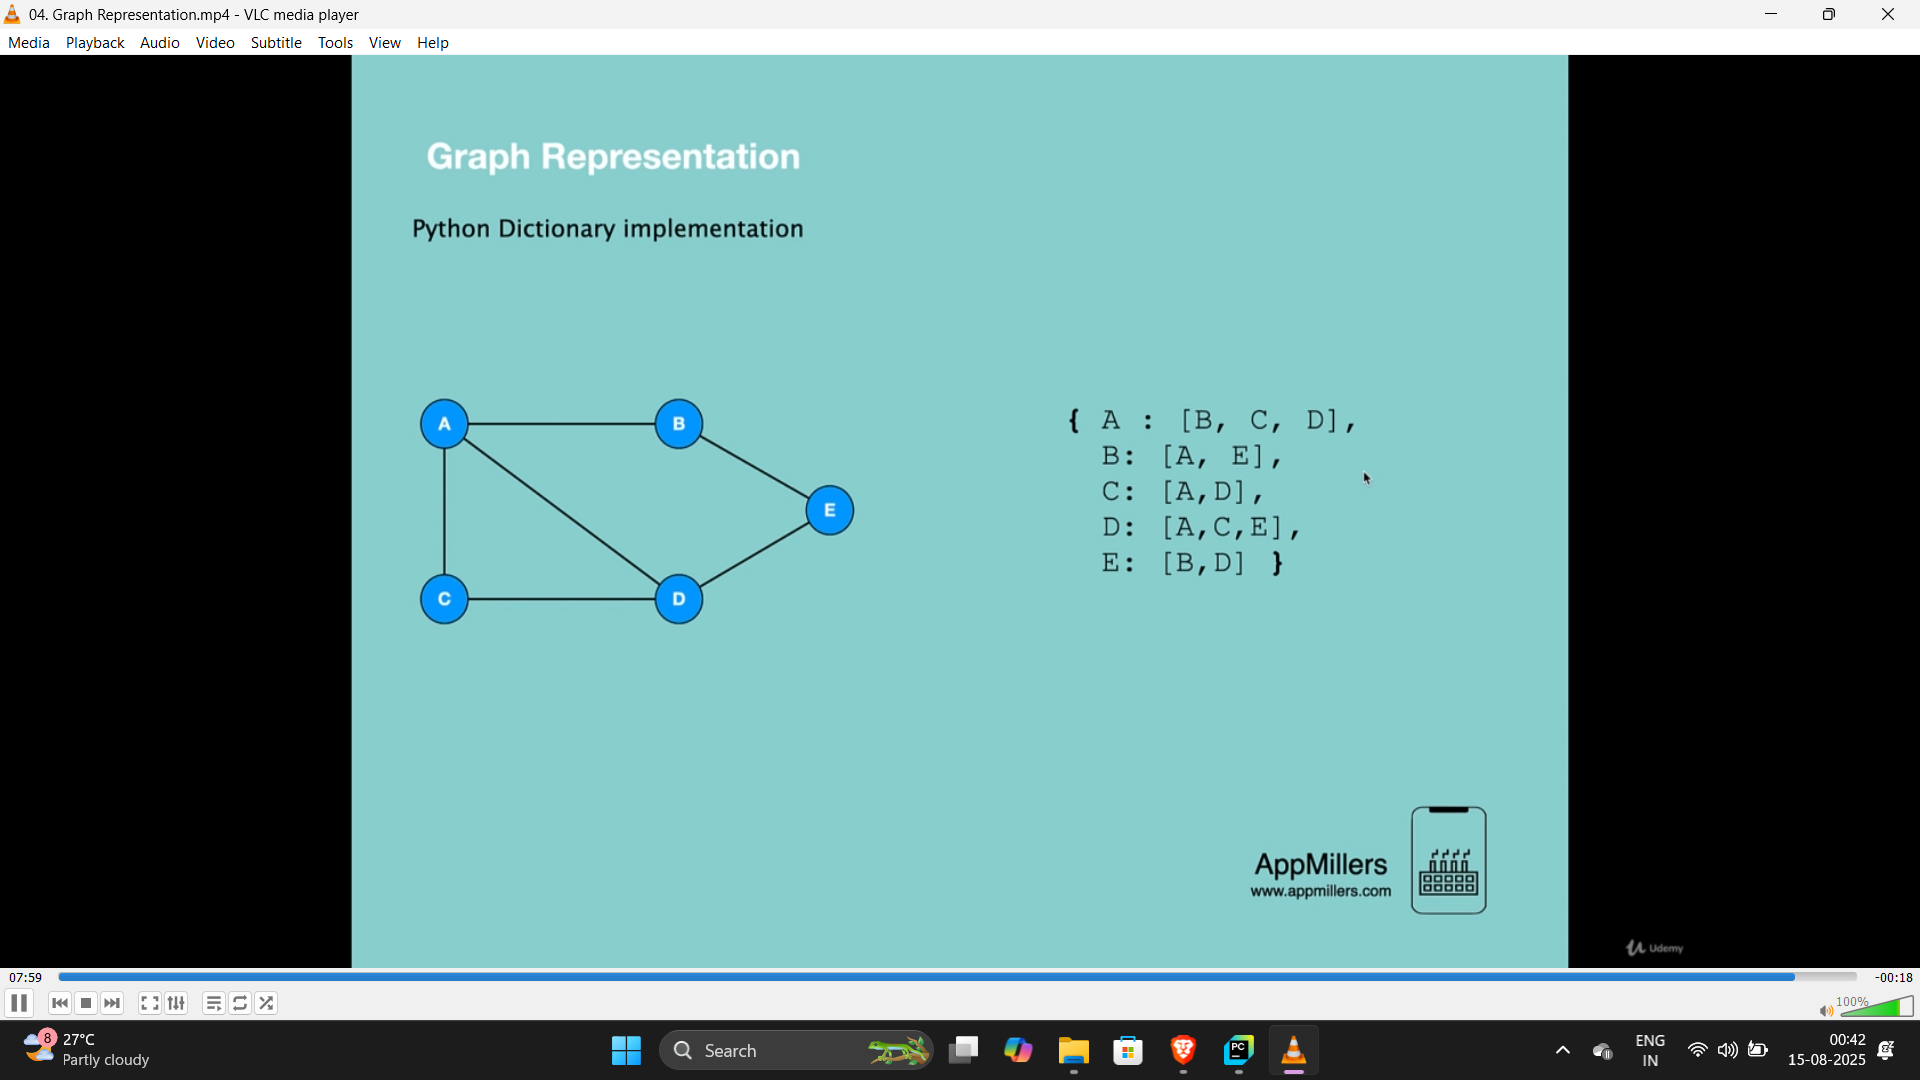 04. Graph Representation.mp4 - VLC media player
Media Playback Audio Video Subtitle Tools View Help
Graph Representation
Python Dictionary implementation
A
B
E
C
D
{ A : [B, C, D],
B: [A, E],
C: [A,D],
D: [A,C,E],
E: [B,D] }
AppMillers
www.appmillers.com
Udemy
07:59
-00:18
100%
8
27°C
Partly cloudy
Search
PC
ENG
IN
00:42
15-08-2025